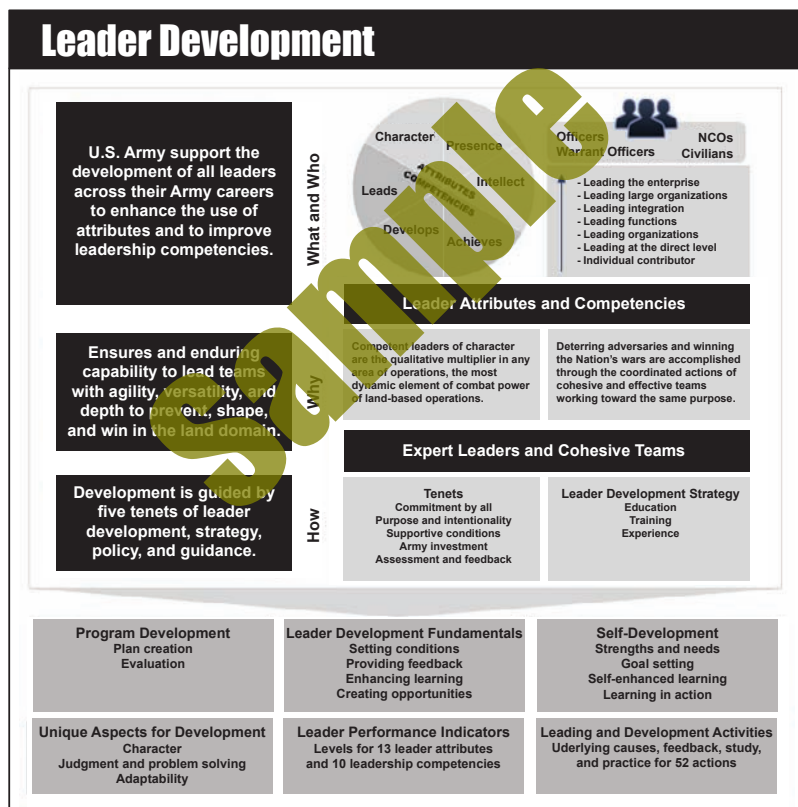 Leader Development
U.S. Army support the
development of all leaders
across their Army careers
to enhance the use of
attributes and to improve
leadership competencies.
What and Who
Character
Presence
Intellect
Achieves
Develops
Leads
ATTRIBUTES
COMPETENCIES
Officers
NCOs
Warrant Officers
Civilians
- Leading the enterprise
- Leading large organizations
- Leading integration
- Leading functions
- Leading organizations
- Leading at the direct level
- Individual contributor
Leader Attributes and Competencies
Ensures and enduring
capability to lead teams
with agility, versatility, and
depth to prevent, shape,
and win in the land domain.
Why
Competent leaders of character
are the qualitative multiplier in any
area of operations, the most
dynamic element of combat power
of land-based operations.
Deterring adversaries and winning
the Nation's wars are accomplished
through the coordinated actions of
cohesive and effective teams
working toward the same purpose.
Expert Leaders and Cohesive Teams
Development is guided by
five tenets of leader
development, strategy,
policy, and guidance.
How
Tenets
Commitment by all
Purpose and intentionality
Supportive conditions
Army investment
Assessment and feedback
Leader Development Strategy
Education
Training
Experience
Program Development
Plan creation
Evaluation
Leader Development Fundamentals
Setting conditions
Providing feedback
Enhancing learning
Creating opportunities
Self-Development
Strengths and needs
Goal setting
Self-enhanced learning
Learning in action
Unique Aspects for Development
Character
Judgment and problem solving
Adaptability
Leader Performance Indicators
Levels for 13 leader attributes
and 10 leadership competencies
Leading and Development Activities
Uderlying causes, feedback, study,
and practice for 52 actions
sample